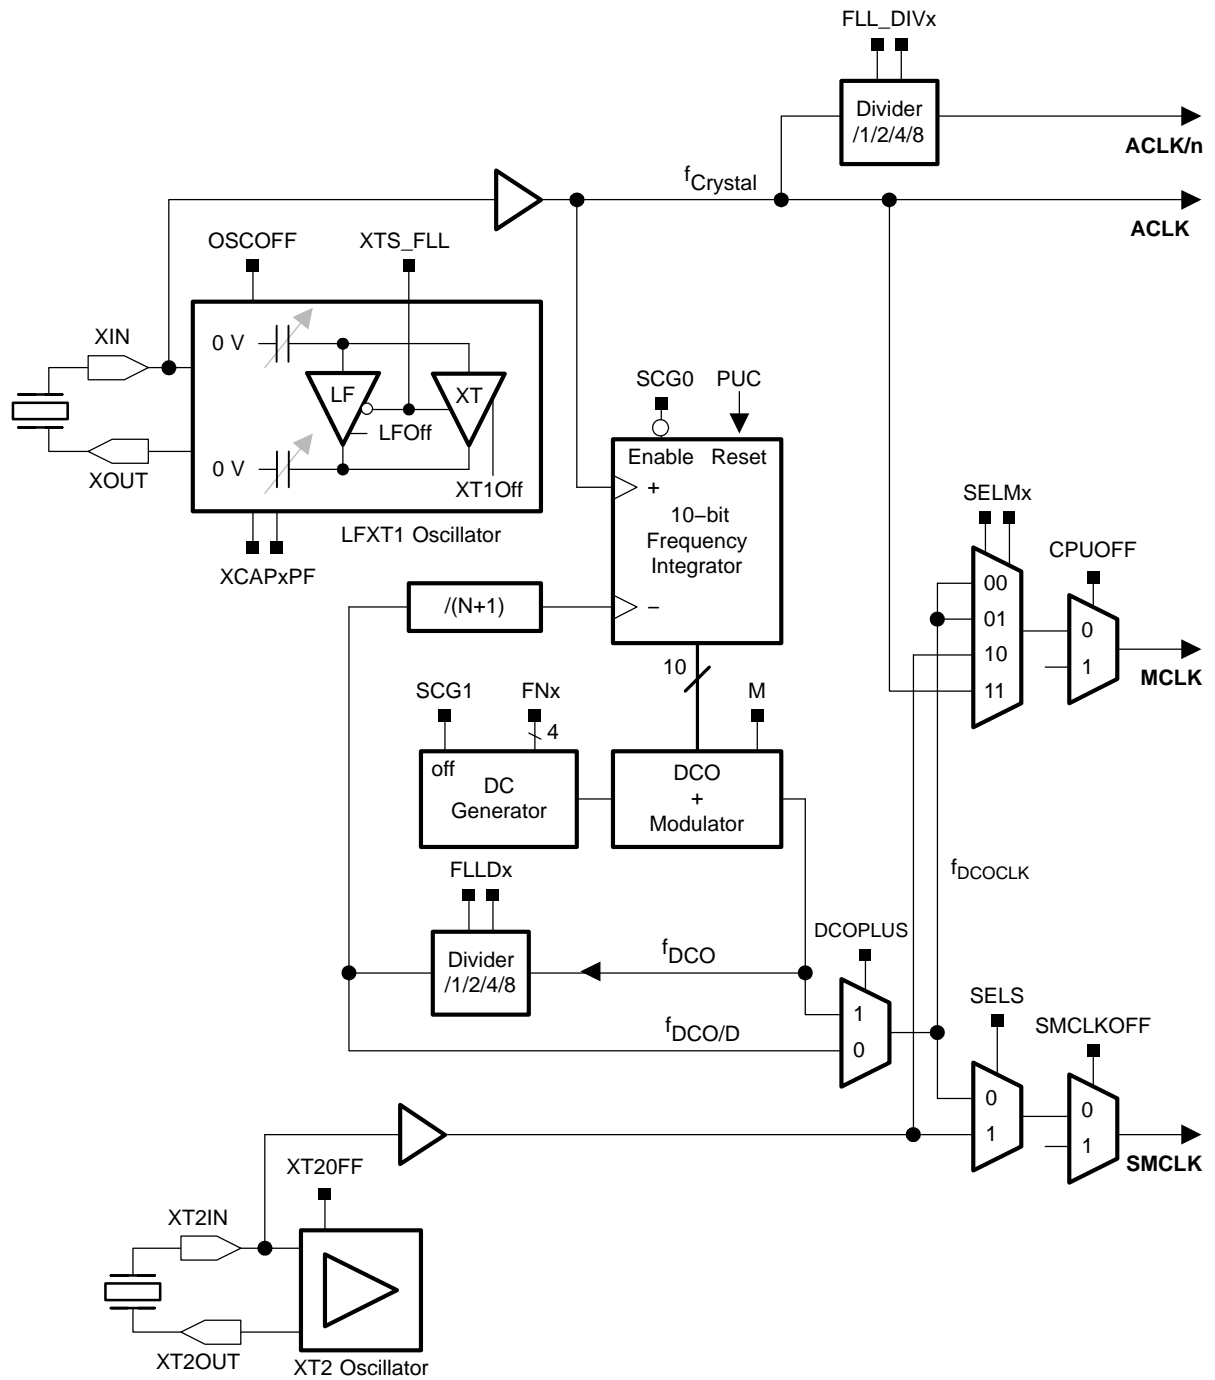 FLL_DIVx
Divider
/1/2/4/8
ACLK/n
fCrystal
ACLK
OSCOFF
XTS_FLL
XIN
0 V
LF
XT
LFOff
0 V
XT1Off
XOUT
LFXT1 Oscillator
XCAPxPF
SCG0
PUC
Enable
Reset
+
10−bit
Frequency
Integrator
−
/(N+1)
SELMx
CPUOFF
00
01
10
11
0
1
MCLK
10
SCG1
FNx
4
M
off
DC
Generator
DCO
+
Modulator
fDCOCLK
FLLDx
Divider
/1/2/4/8
fDCO
fDCO/D
DCOPLUS
1
0
SELS
SMCLKOFF
0
1
0
1
SMCLK
XT20FF
XT2IN
XT2OUT
XT2 Oscillator